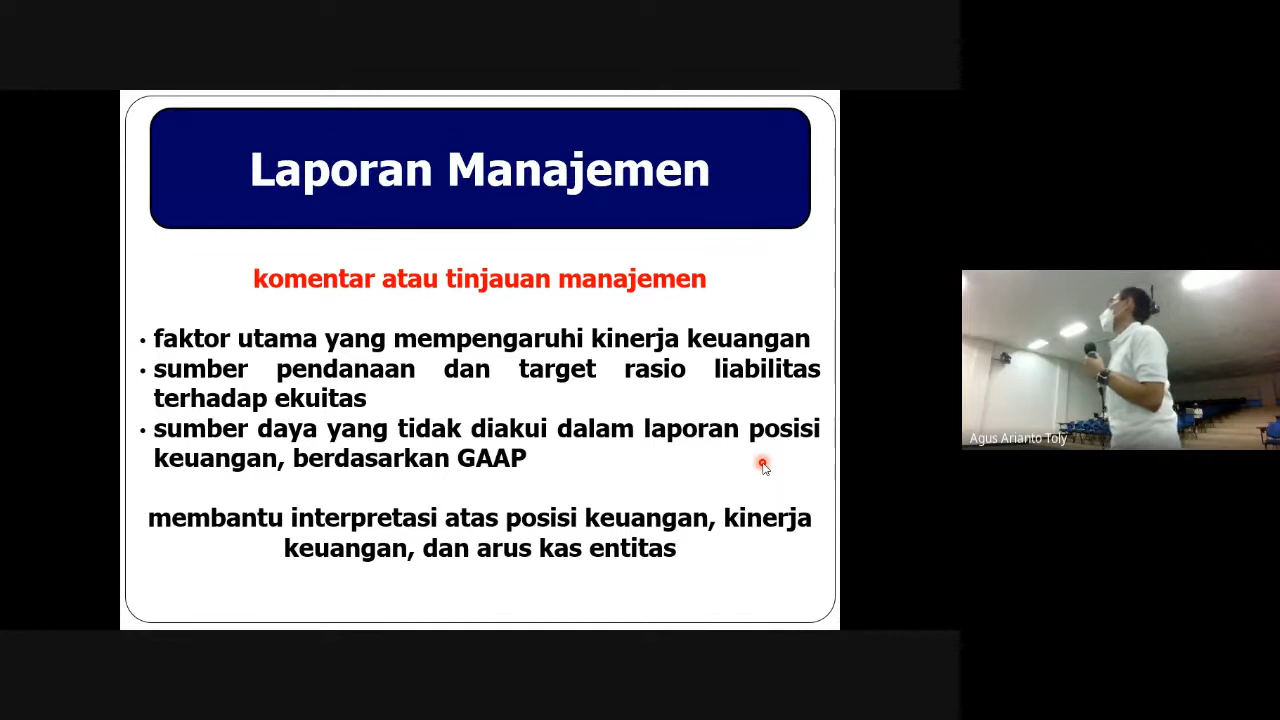 Laporan Manajemen
komentar atau tinjauan manajemen
• faktor utama yang mempengaruhi kinerja keuangan
• sumber pendanaan dan target rasio liabilitas
terhadap ekuitas
• sumber daya yang tidak diakui dalam laporan posisi
keuangan, berdasarkan GAAP
membantu interpretasi atas posisi keuangan, kinerja
keuangan, dan arus kas entitas
Agus Arianto Toly